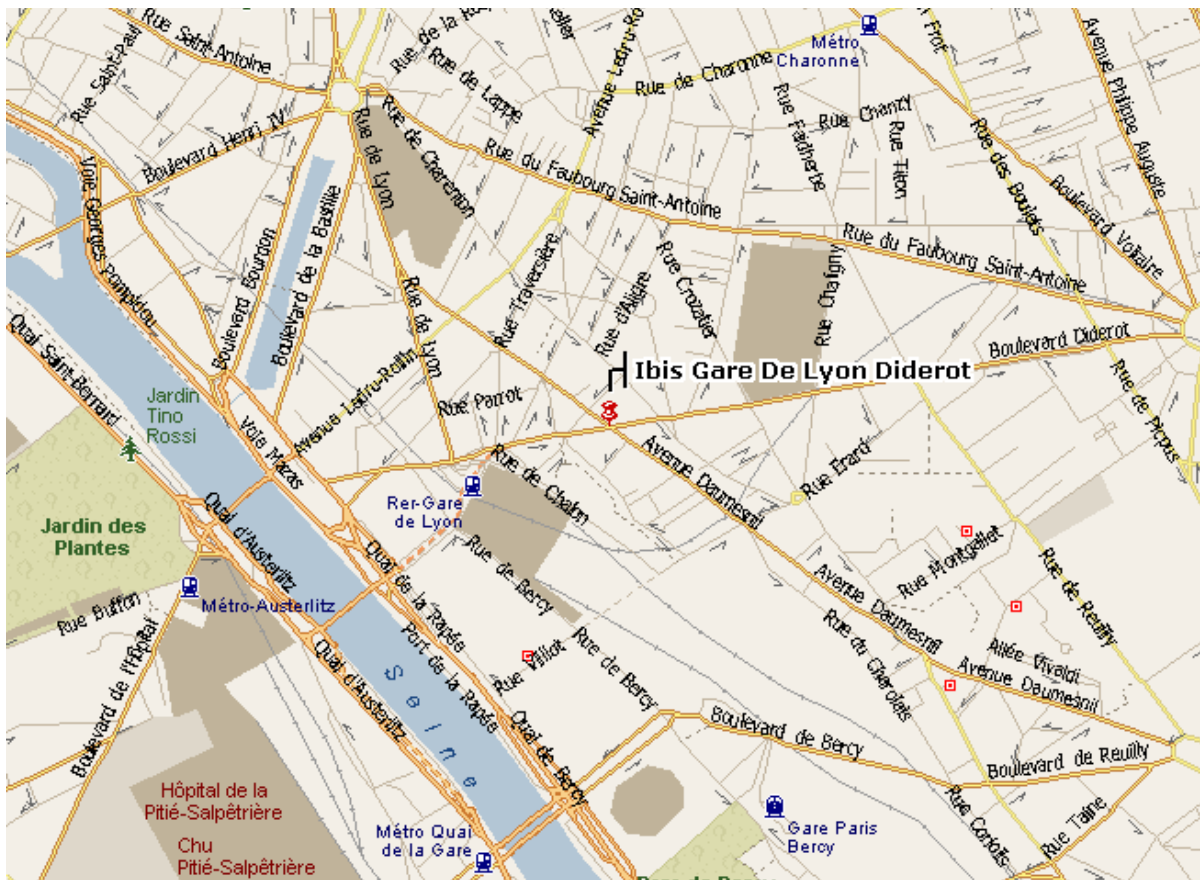 Rue Saint-Paul
Rue Saint-Antoine
Rue de la
Rue de Lappe
Avenue Ledru-Ro
Métro
Charonne
Rue de Charonne
Avenue Philippe Auguste
Boulevard Henri IV
Rue de Lyon
Rue de Charenton
Rue du Faubourg Saint-Antoine
Rue Faidherbe
Rue Chanzy
Rue Titon
Rue des Boulets
Boulevard Voltaire
Voie Georges Pompidou
Boulevard Bourdon
Boulevard de la Bastille
Rue de Lyon
Rue Traversière
Rue d'Aligre
Rue Crozatier
Rue Chaligny
Rue du Faubourg Saint-Antoine
Boulevard Diderot
Quai Saint-Bernard
Jardin
Tino
Rossi
Voie Mazas
Avenue Ledru-Rollin
Rue Parrot
Ibis Gare De Lyon Diderot
Rue de Picpus
Rer-Gare
de Lyon
Rue de Chalon
Avenue Daumesnil
Rue Erard
Jardin des
Plantes
Quai d'Austerlitz
Quai de la Rapée
Rue de Bercy
Avenue Daumesnil
Rue Montgallet
Rue de Reuilly
Rue Buffon
Métro-Austerlitz
Boulevard de l'Hôpital
Quai d'Austerlitz
Seine
Port de la Rapée
Rue Villiot
Rue de Bercy
Rue du Charolais
Allée Vivaldi
Avenue Daumesnil
Quai de Bercy
Boulevard de Bercy
Boulevard de Reuilly
Hôpital de la
Pitié-Salpêtrière
Chu
Pitié-Salpêtrière
Métro Quai
de la Gare
Gare Paris
Bercy
Rue Coriolis
Rue Taine